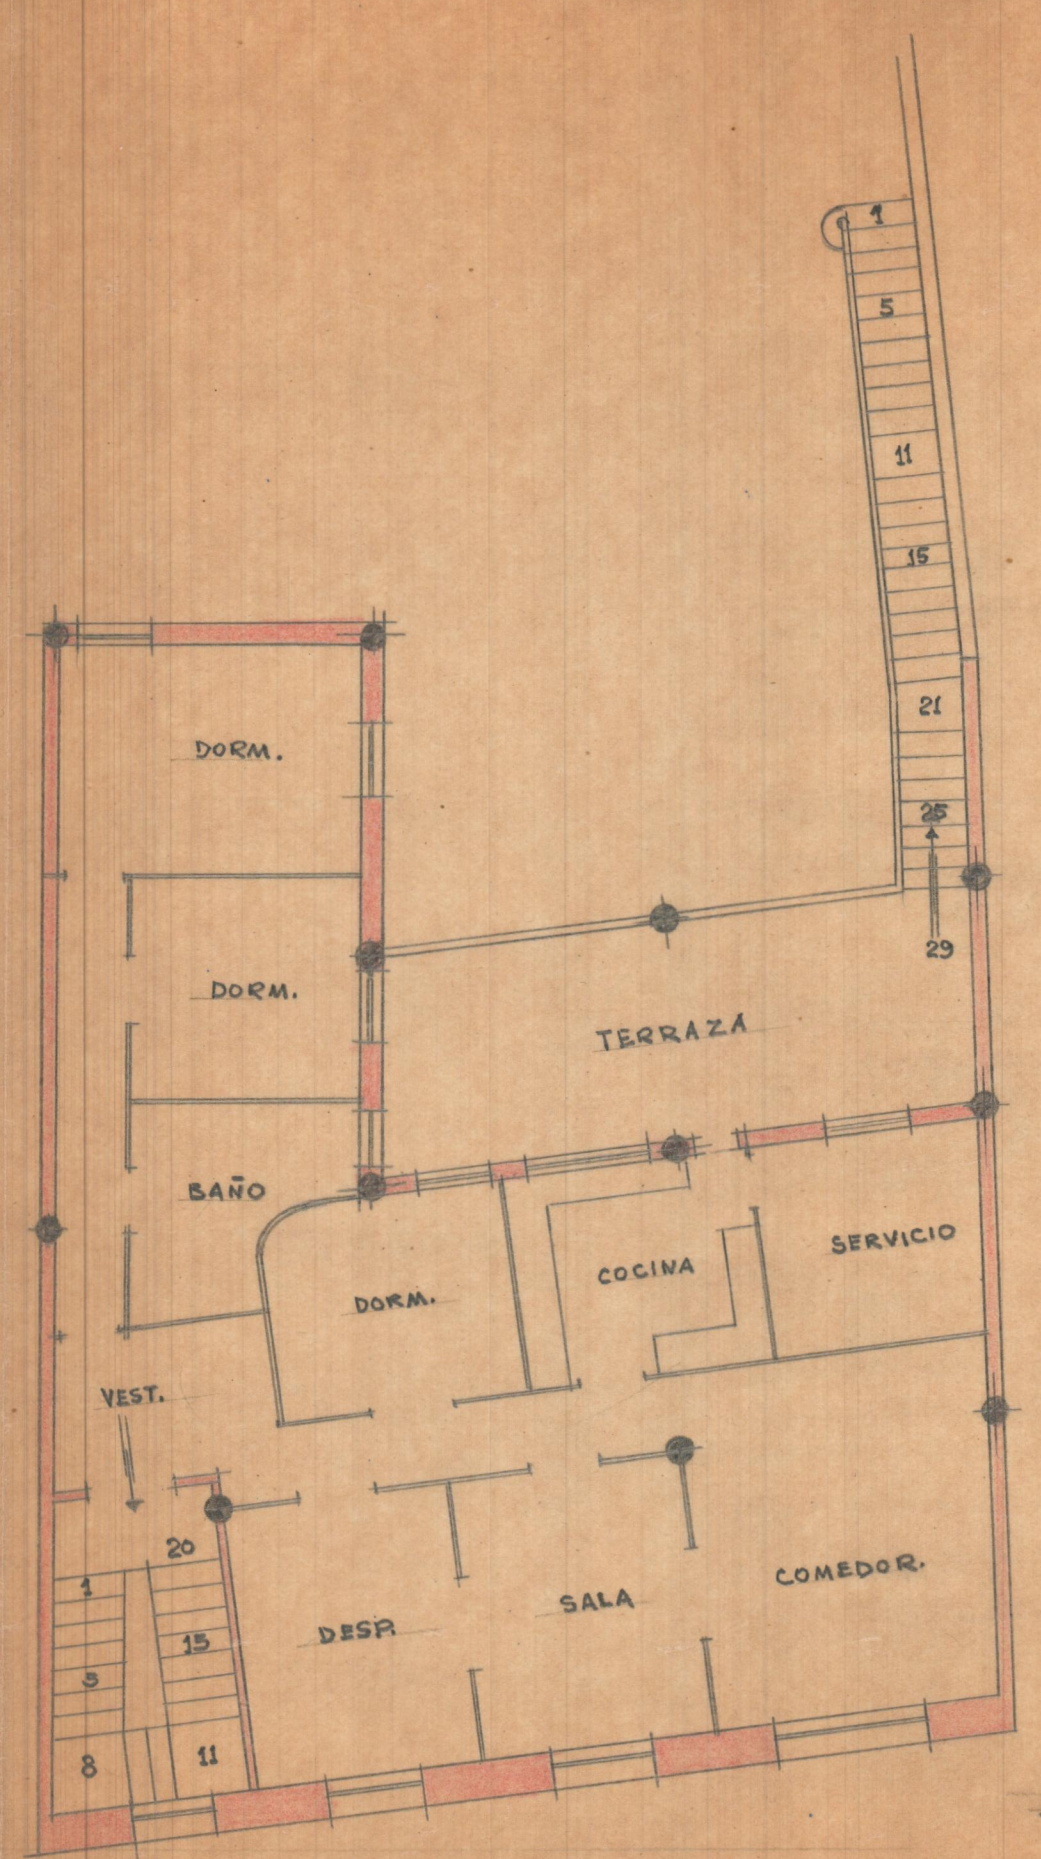 1
5
11
15
21
25
29
DORM.
DORM.
TERRAZA
BAÑO
SERVICIO
COCINA
DORM.
VEST.
20
1
15
5
8
11
DESP.
SALA
COMEDOR.